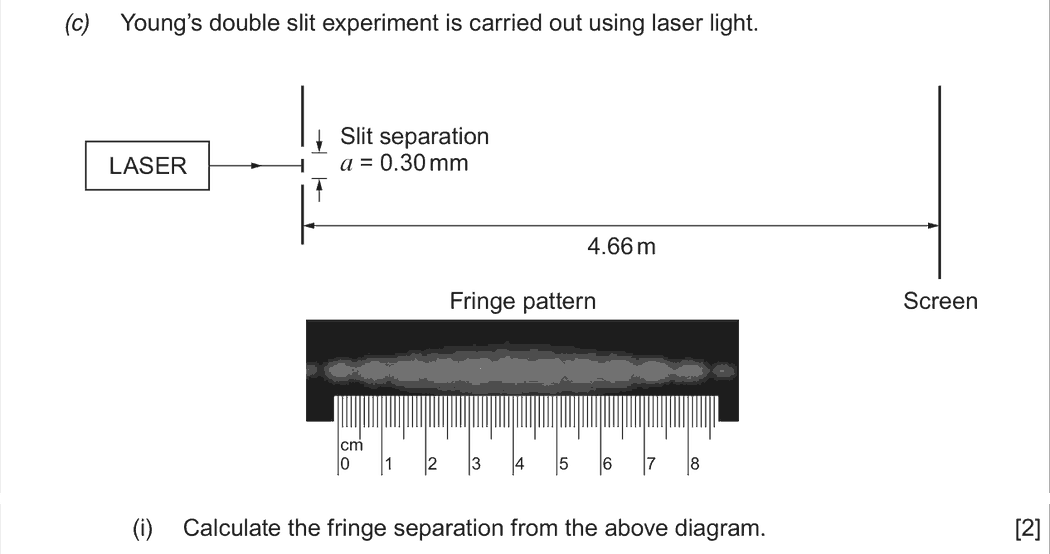 (c) Young’s double slit experiment is carried out using laser light.
Slit separation
LASER
a = 0.30 mm
4.66 m
Fringe pattern
Screen
cm
0 1 2 3 4 5 6 7 8
(i) Calculate the fringe separation from the above diagram. [2]